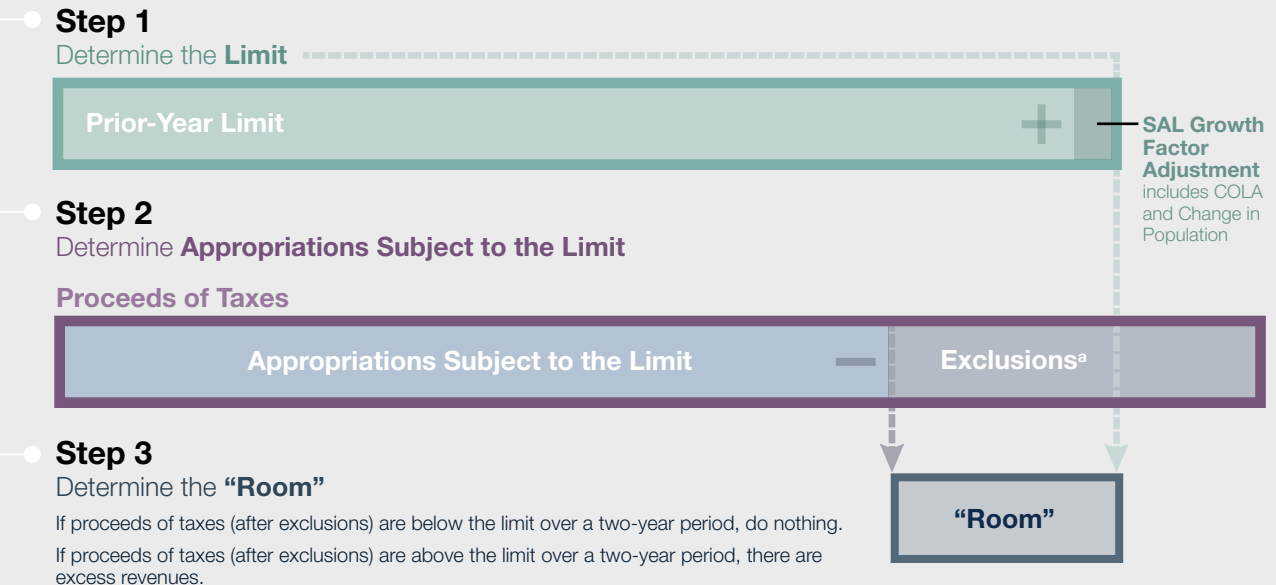 Step 1
Determine the Limit
Prior-Year Limit
+
SAL Growth
Factor
Adjustment
includes COLA
and Change in
Population
Step 2
Determine Appropriations Subject to the Limit
Proceeds of Taxes
Appropriations Subject to the Limit
–
Exclusionsᵃ
Step 3
Determine the “Room”
If proceeds of taxes (after exclusions) are below the limit over a two-year period, do nothing.
If proceeds of taxes (after exclusions) are above the limit over a two-year period, there are
excess revenues.
“Room”